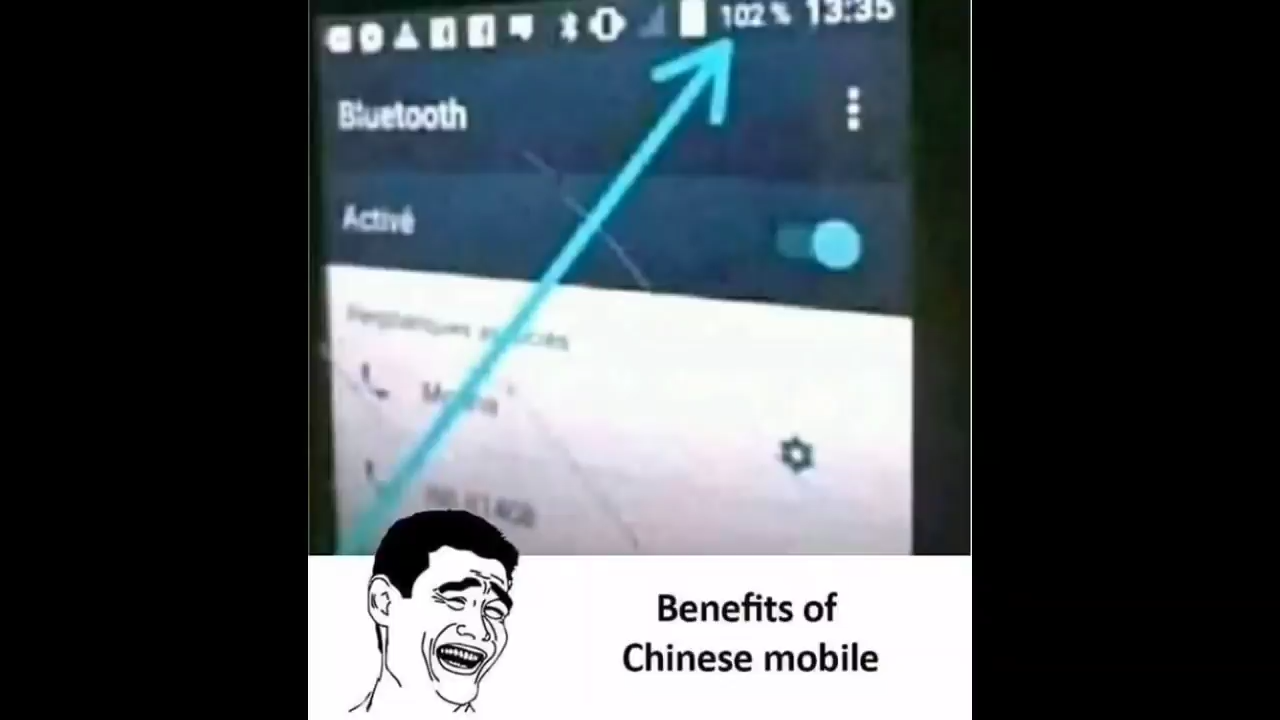 102 % 13:35
Bluetooth
Activé
Benefits of
Chinese mobile